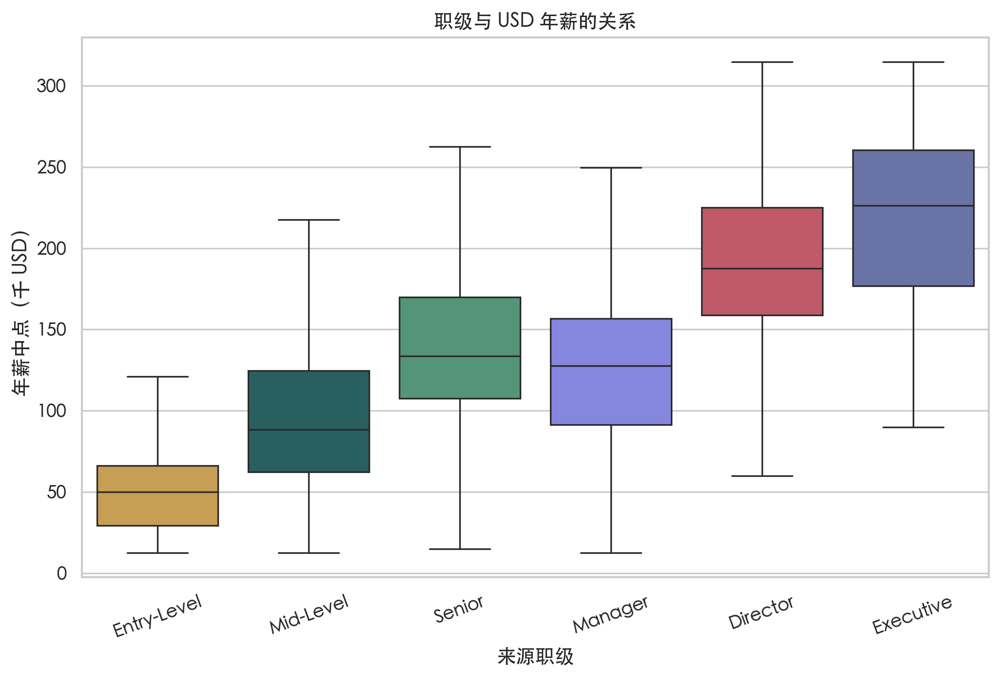 职级与 USD 年薪的关系
年薪中点（千 USD）
300
250
200
150
100
50
0
Entry-Level
Mid-Level
Senior
Manager
Director
Executive
来源职级